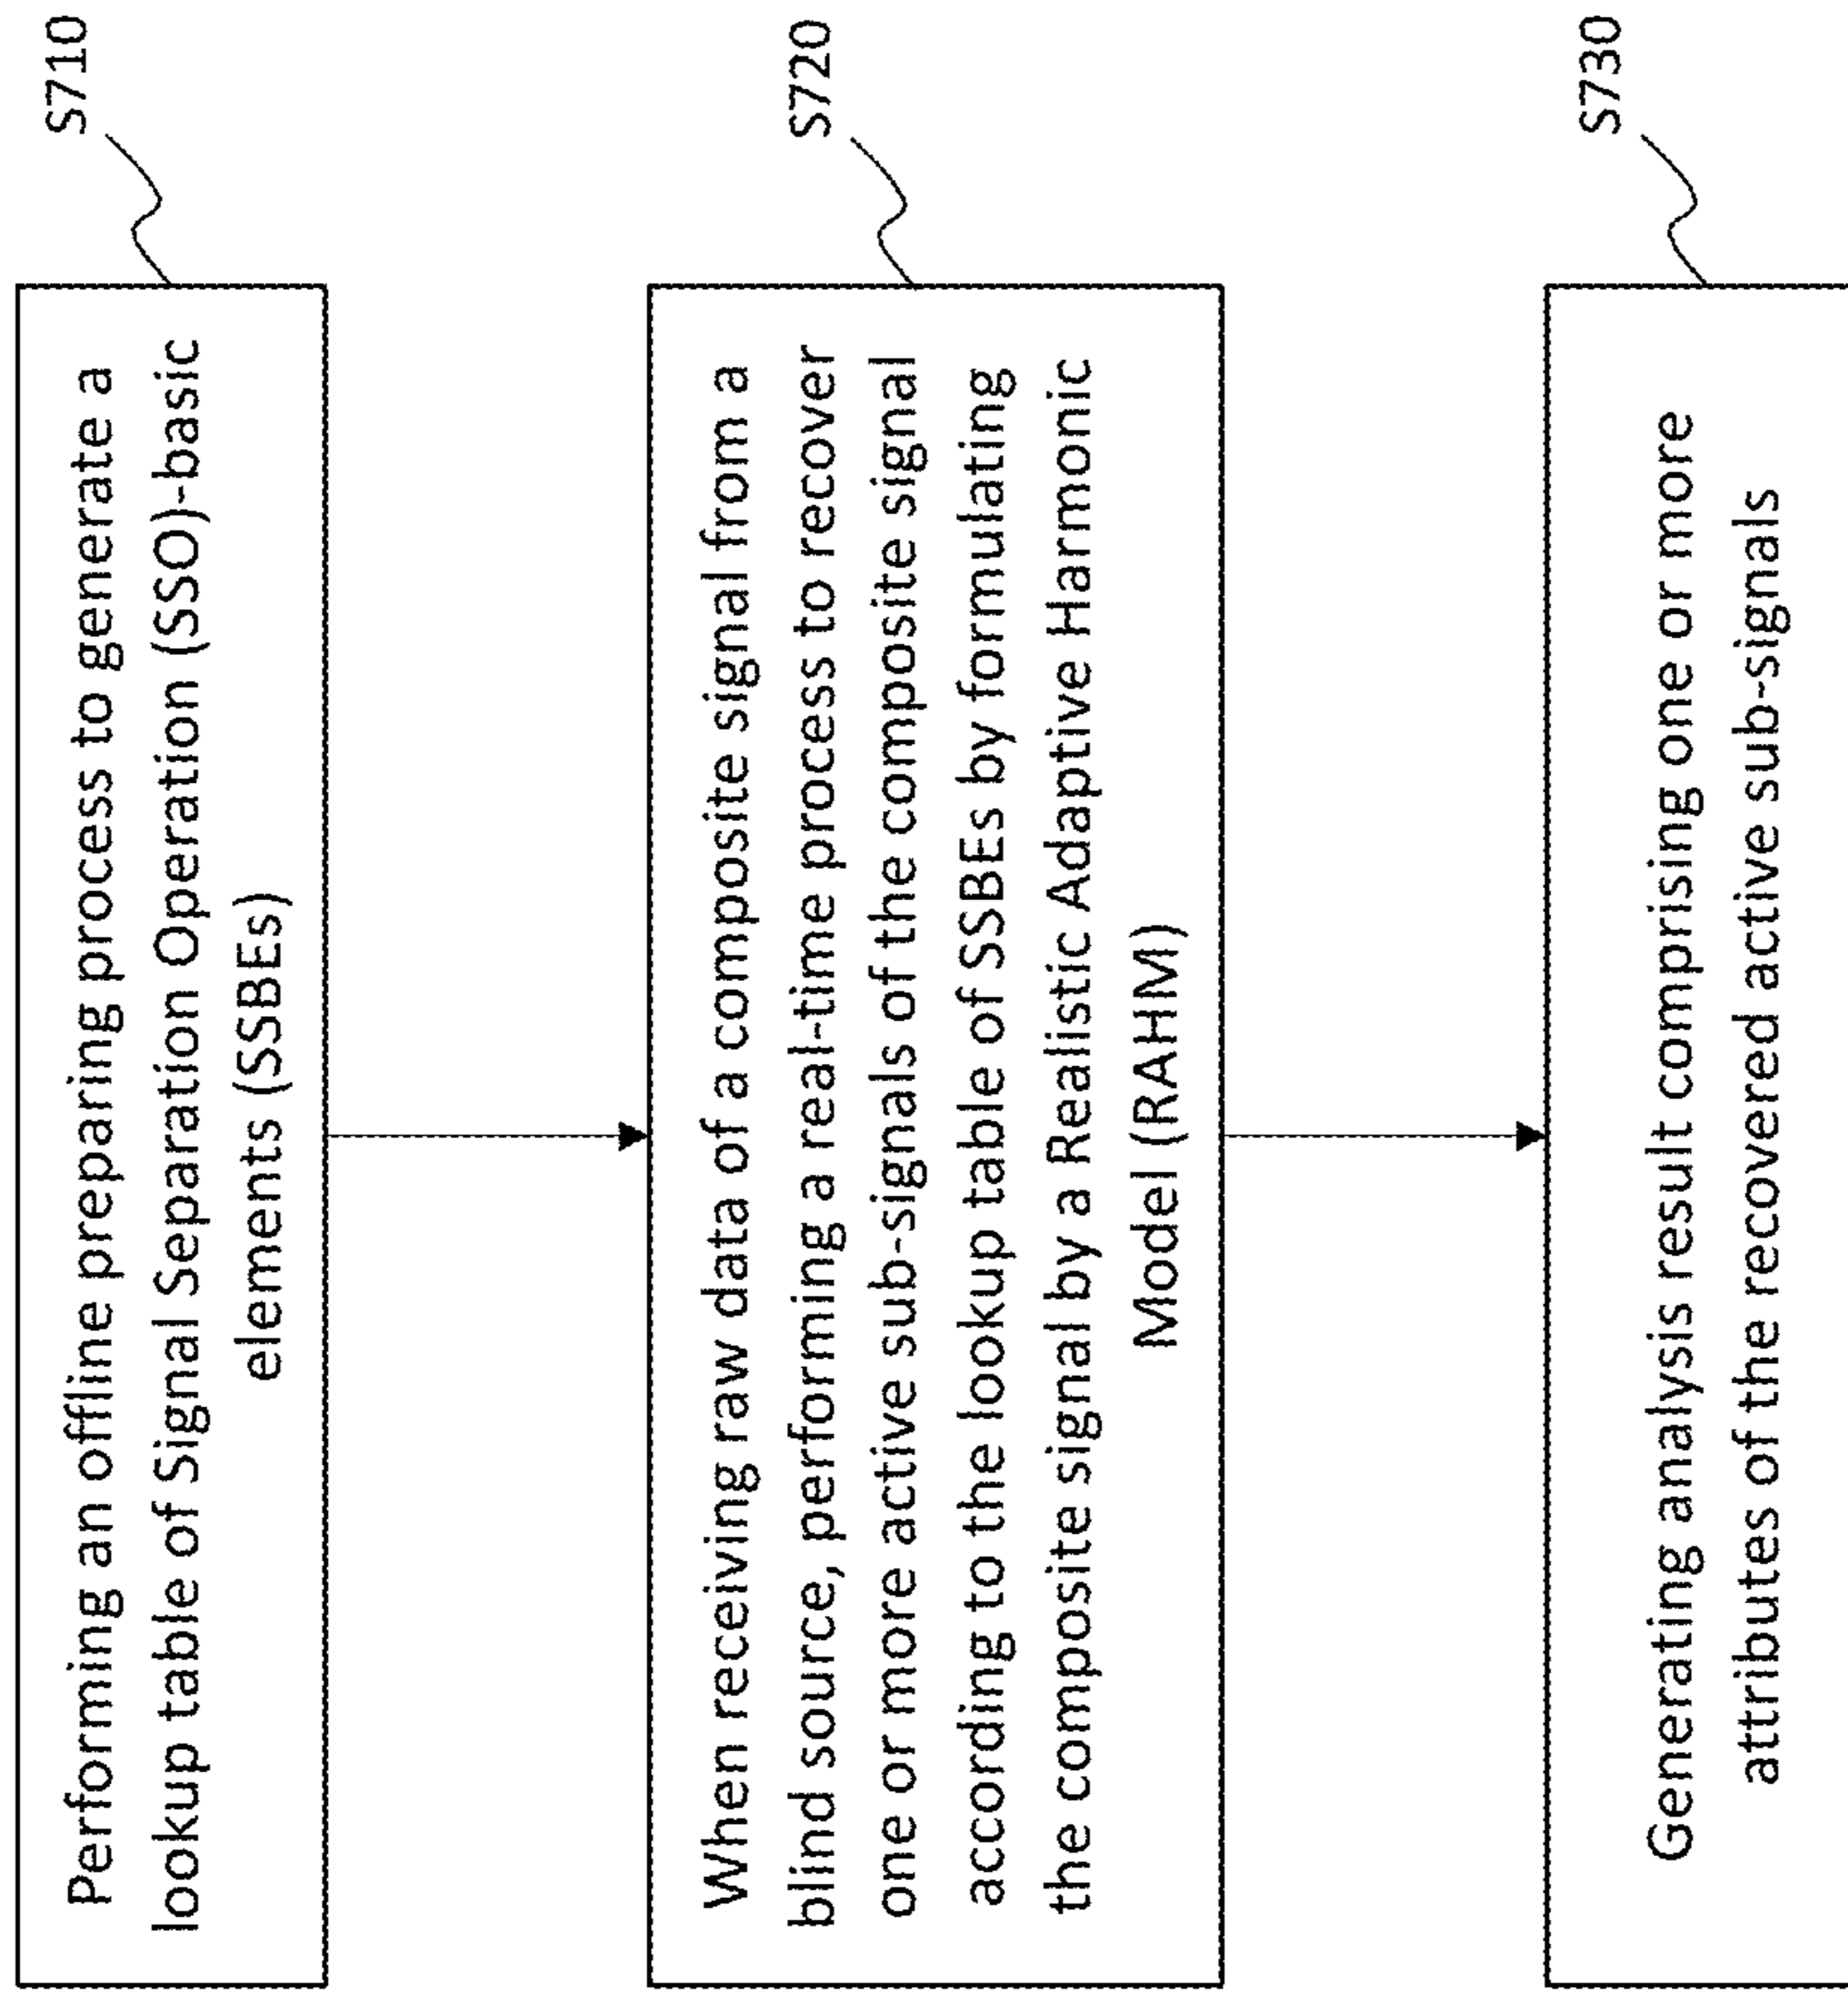 Performing an offline preparing process to generate a
lookup table of Signal Separation Operation (SSO)-basic
elements (SSBEs)
S710
When receiving raw data of a composite signal from a
blind source, performing a real-time process to recover
one or more active sub-signals of the composite signal
according to the lookup table of SSBEs by formulating
the composite signal by a Realistic Adaptive Harmonic
Model (RAHM)
S720
Generating analysis result comprising one or more
attributes of the recovered active sub-signals
S730